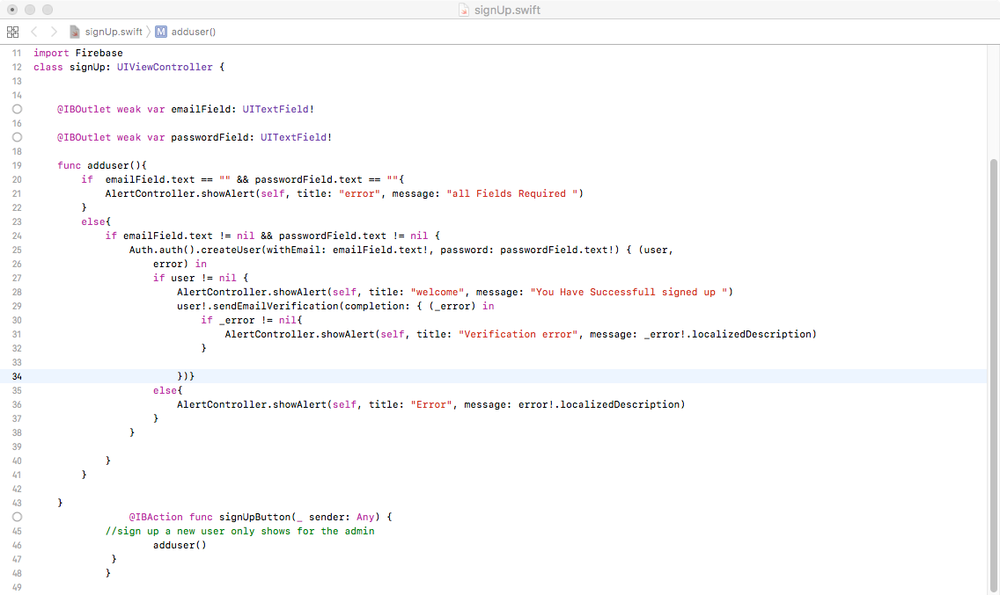 signUp.swift
signUp.swift M adduser()
11 import Firebase
12 class signUp: UIViewController {
13
14
@IBOutlet weak var emailField: UITextField!
16
@IBOutlet weak var passwordField: UITextField!
18
19 func adduser(){
20 if  emailField.text == "" && passwordField.text == ""{
21 AlertController.showAlert(self, title: "error", message: "all Fields Required ")
22 }
23 else{
24 if emailField.text != nil && passwordField.text != nil {
25 Auth.auth().createUser(withEmail: emailField.text!, password: passwordField.text!) { (user,
26 error) in
27 if user != nil {
28 AlertController.showAlert(self, title: "welcome", message: "You Have Successfull signed up ")
29 user!.sendEmailVerification(completion: { (_error) in
30 if _error != nil{
31 AlertController.showAlert(self, title: "Verification error", message: _error!.localizedDescription)
32 }
33
34 })}
35 else{
36 AlertController.showAlert(self, title: "Error", message: error!.localizedDescription)
37 }
38 }
39
40 }
41 }
42
43 }
@IBAction func signUpButton(_ sender: Any) {
45 //sign up a new user only shows for the admin
46 adduser()
47 }
48 }
49